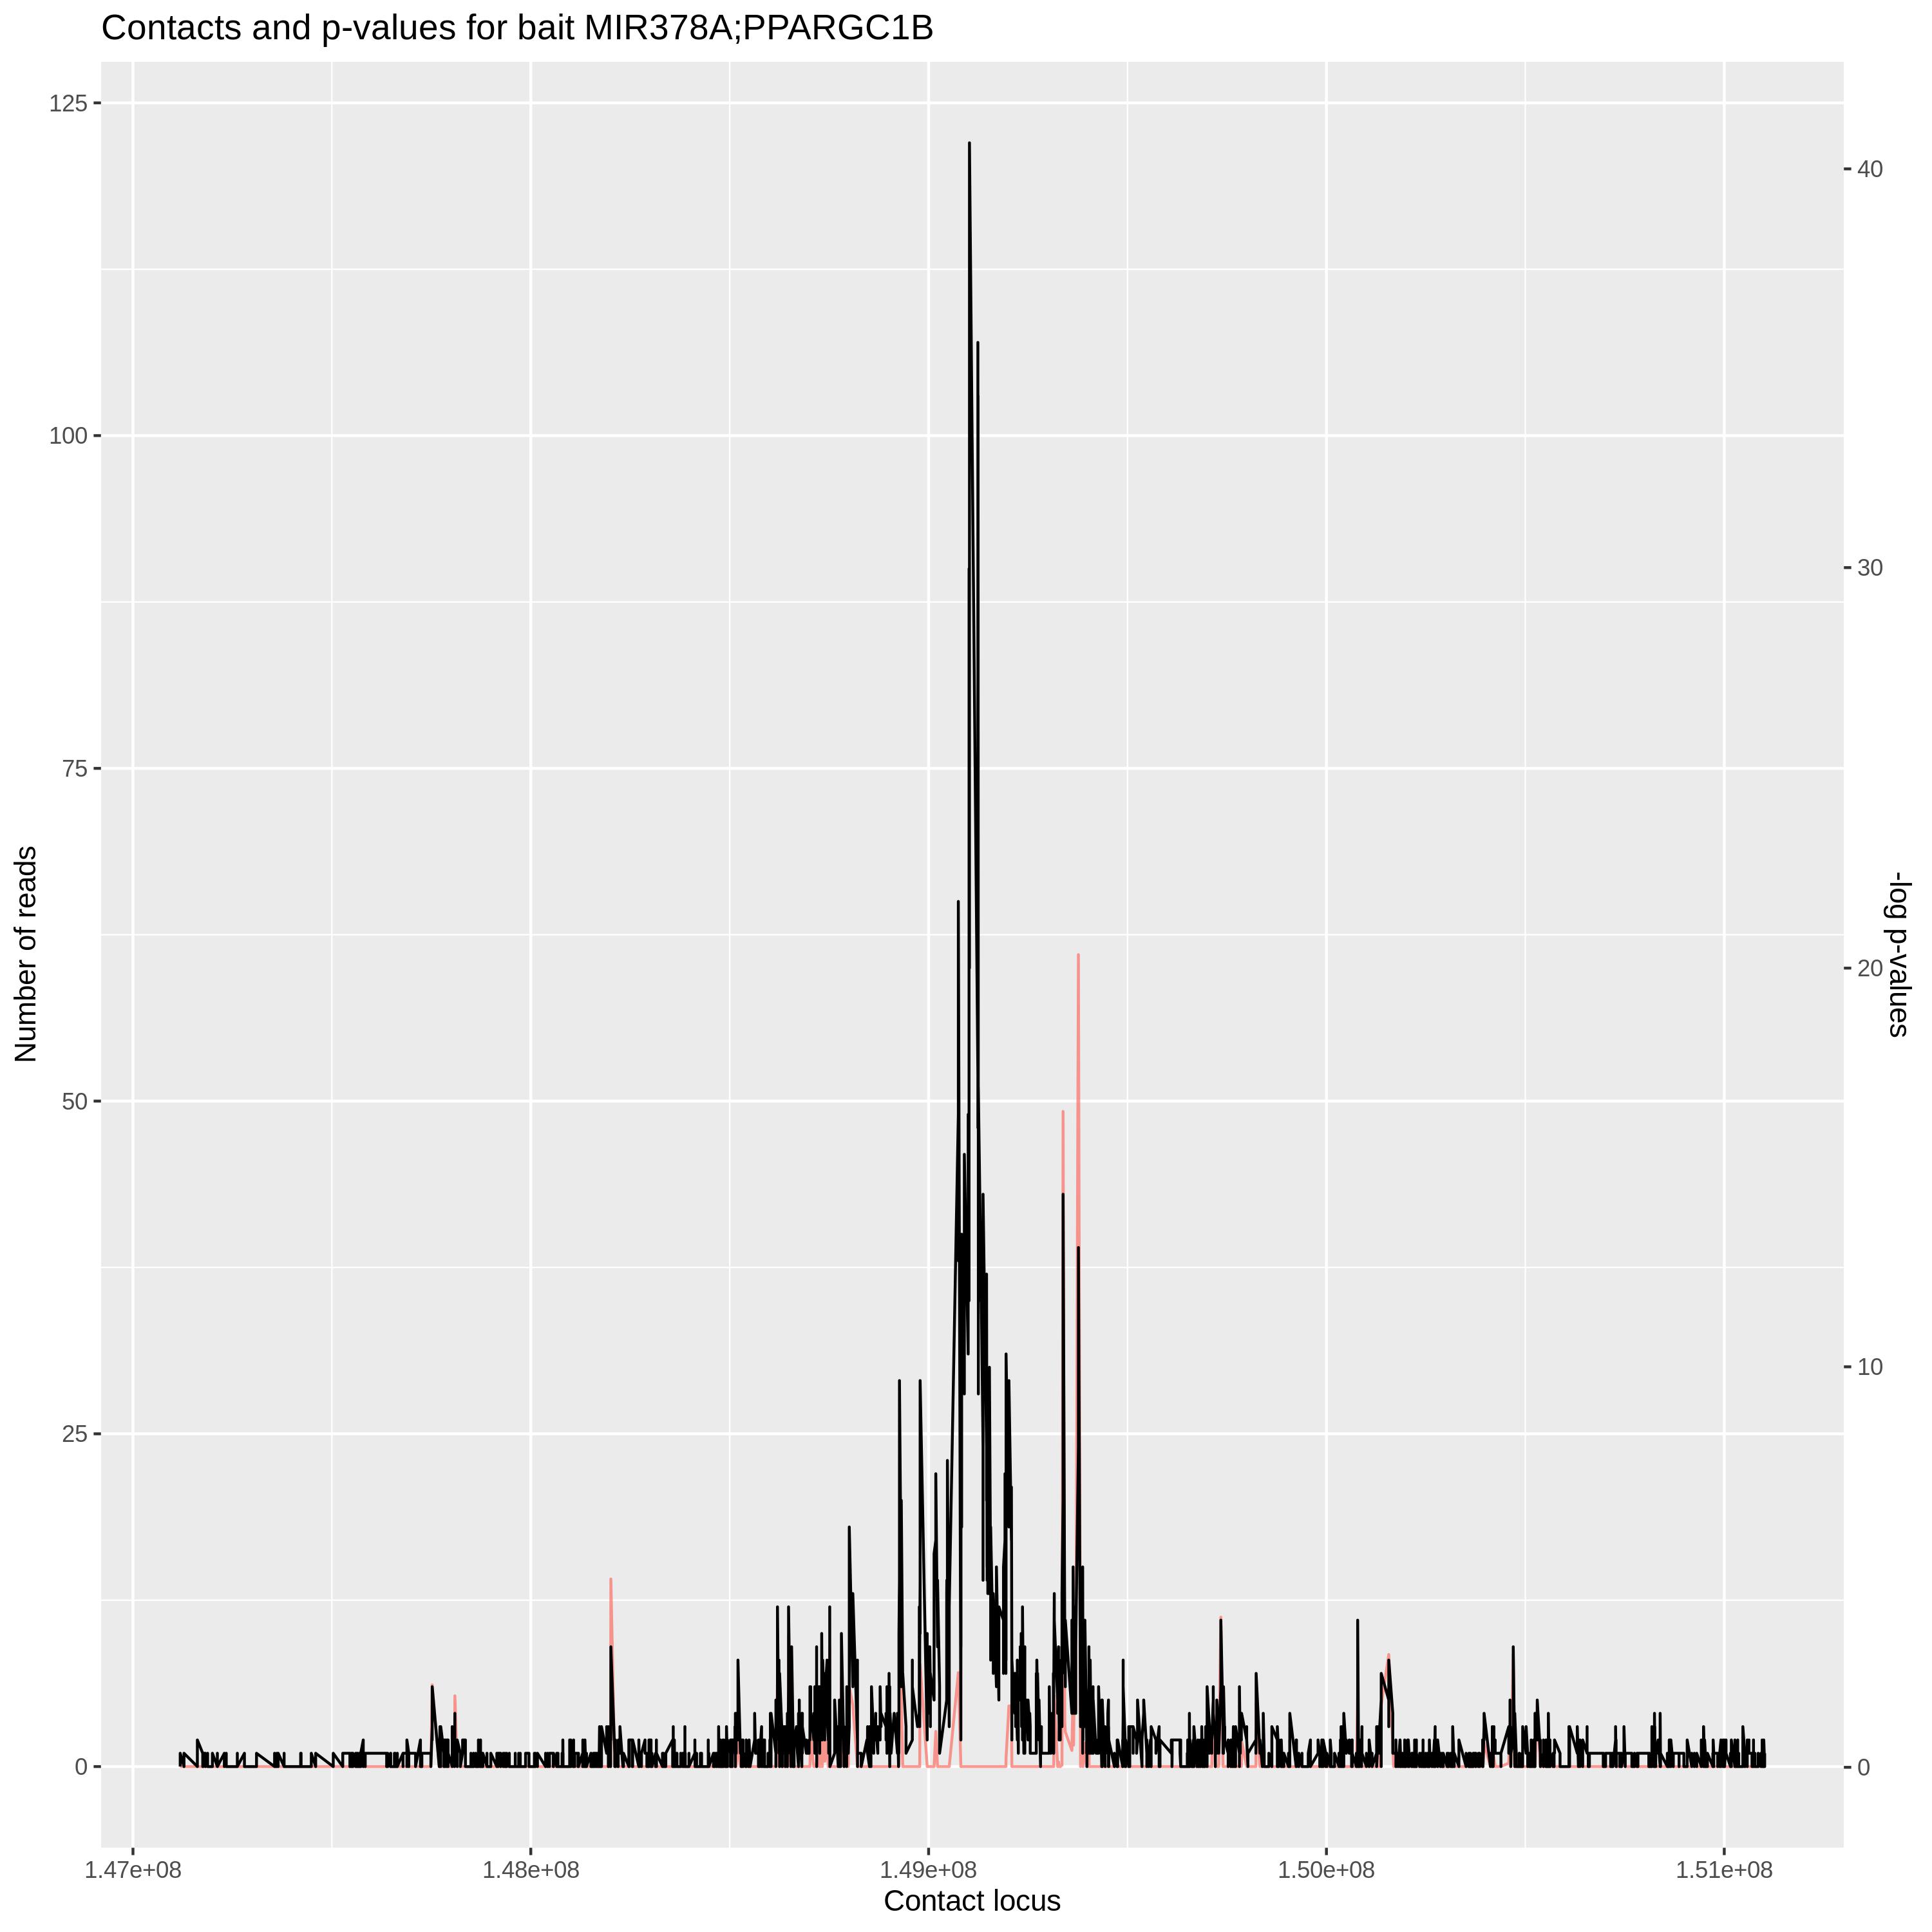 Contacts and p-values for bait MIR378A;PPARGC1B
125
100
75
50
25
0
Number of reads
40
30
20
10
0
-log p-values
1.47e+08 1.48e+08 1.49e+08 1.50e+08 1.51e+08
Contact locus